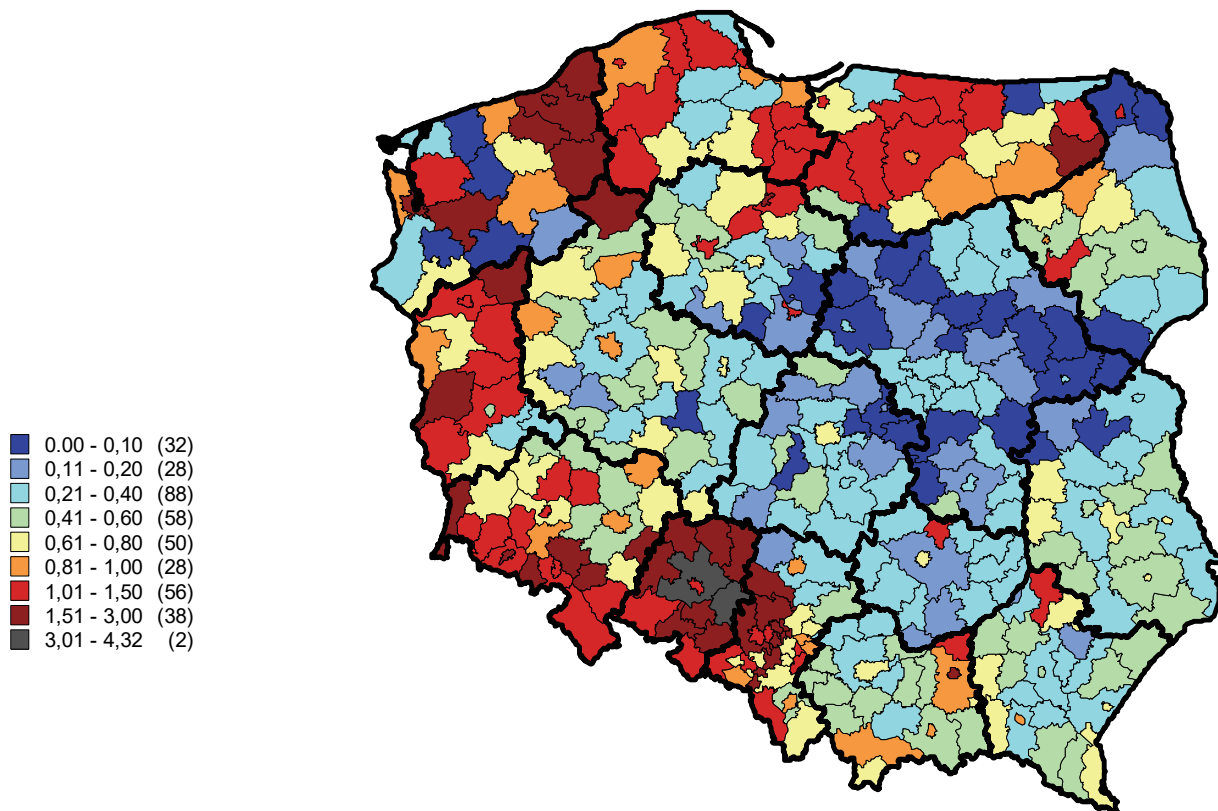 0.00 - 0,10 (32)
0,11 - 0,20 (28)
0,21 - 0,40 (88)
0,41 - 0,60 (58)
0,61 - 0,80 (50)
0,81 - 1,00 (28)
1,01 - 1,50 (56)
1,51 - 3,00 (38)
3,01 - 4,32 (2)